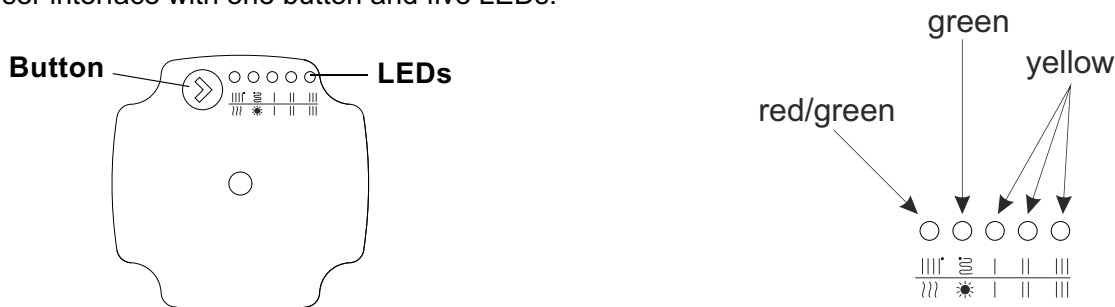 ser interface with one button and five LEDs.
Button
LEDs
green
yellow
red/green